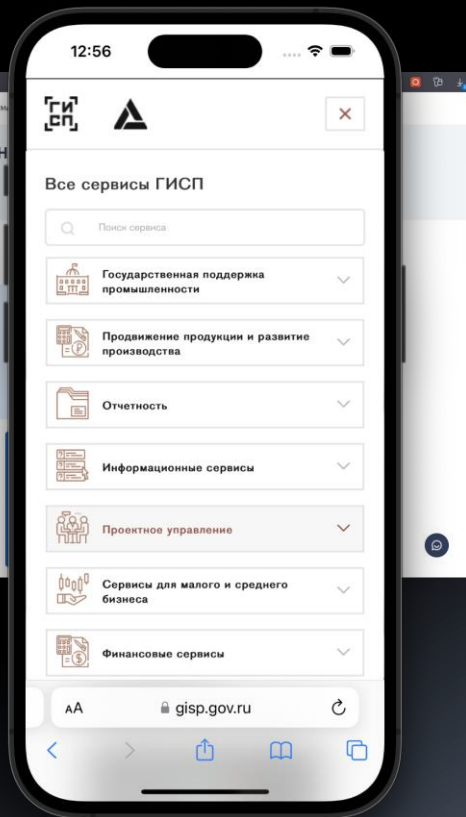 12:56
ГИ
СП
Все сервисы ГИСП
Поиск сервиса
Государственная поддержка
промышленности
Продвижение продукции и развитие
производства
Отчетность
Информационные сервисы
Проектное управление
Сервисы для малого и среднего
бизнеса
Финансовые сервисы
AA
gisp.gov.ru